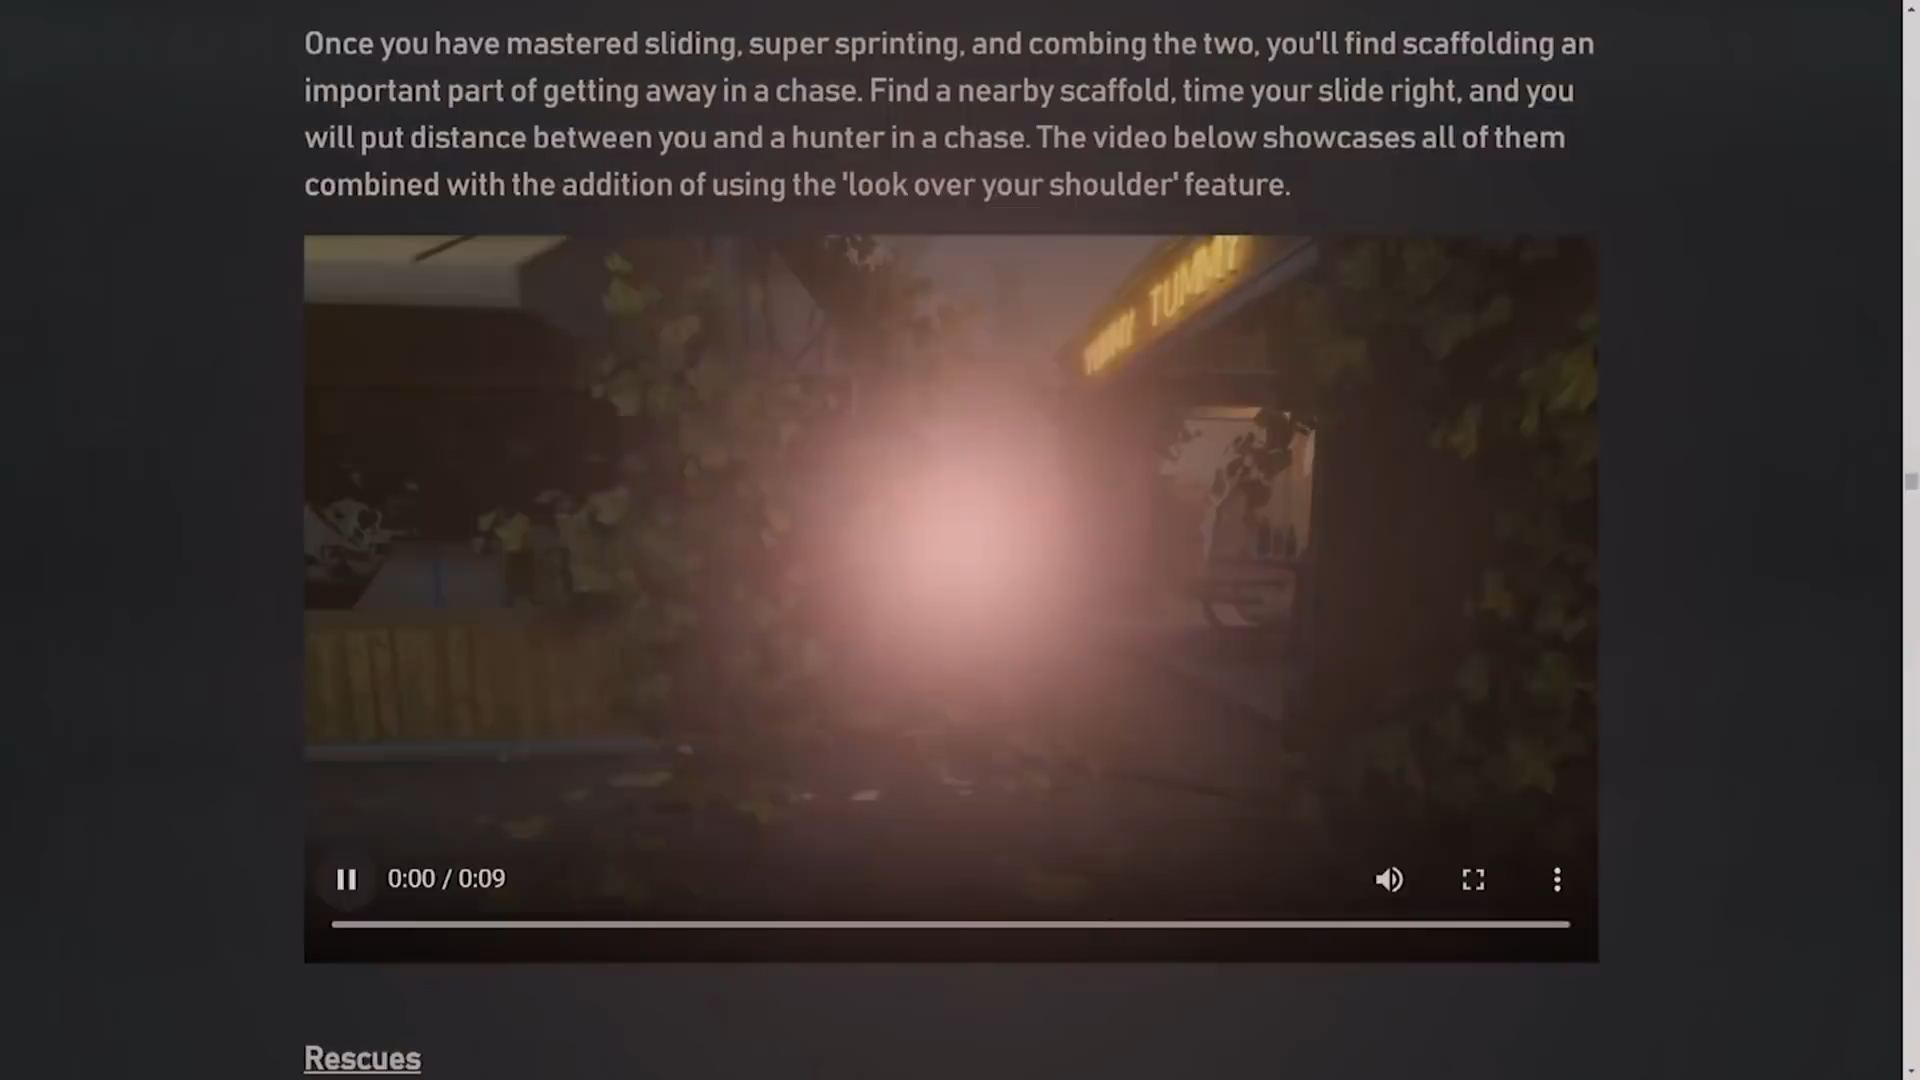 Once you have mastered sliding, super sprinting, and combing the two, you'll find scaffolding an
important part of getting away in a chase. Find a nearby scaffold, time your slide right, and you
will put distance between you and a hunter in a chase. The video below showcases all of them
combined with the addition of using the 'look over your shoulder' feature.
TUMMY TUMMY
0:00 / 0:09
Rescues